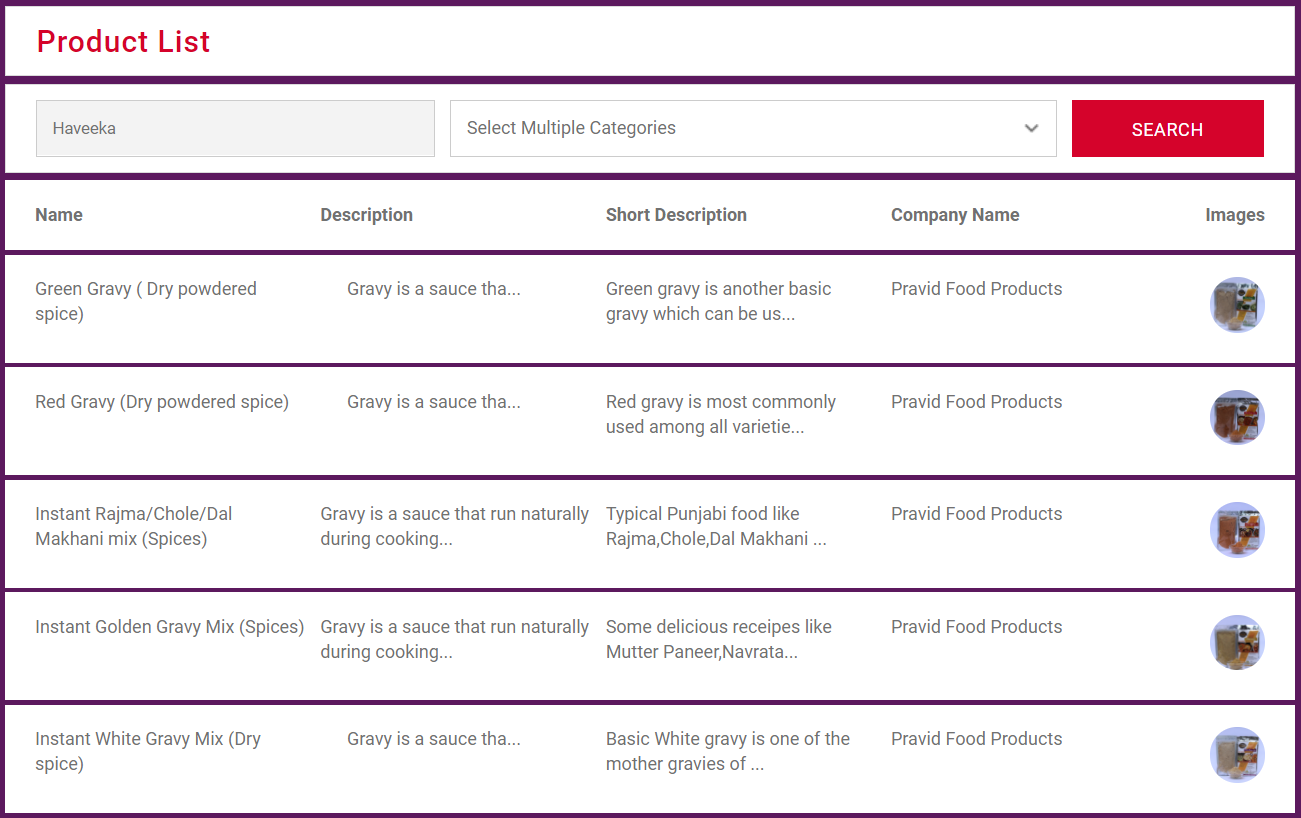 Product List
Haveeka
Select Multiple Categories
SEARCH
Name Description Short Description Company Name Images
Green Gravy ( Dry powdered
spice)
Gravy is a sauce tha...
Green gravy is another basic
gravy which can be us...
Pravid Food Products
Red Gravy (Dry powdered spice)
Gravy is a sauce tha...
Red gravy is most commonly
used among all varietie...
Pravid Food Products
Instant Rajma/Chole/Dal
Makhani mix (Spices)
Gravy is a sauce that run naturally
during cooking...
Typical Punjabi food like
Rajma,Chole,Dal Makhani ...
Pravid Food Products
Instant Golden Gravy Mix (Spices)
Gravy is a sauce that run naturally
during cooking...
Some delicious receipes like
Mutter Paneer,Navrata...
Pravid Food Products
Instant White Gravy Mix (Dry
spice)
Gravy is a sauce tha...
Basic White gravy is one of the
mother gravies of ...
Pravid Food Products